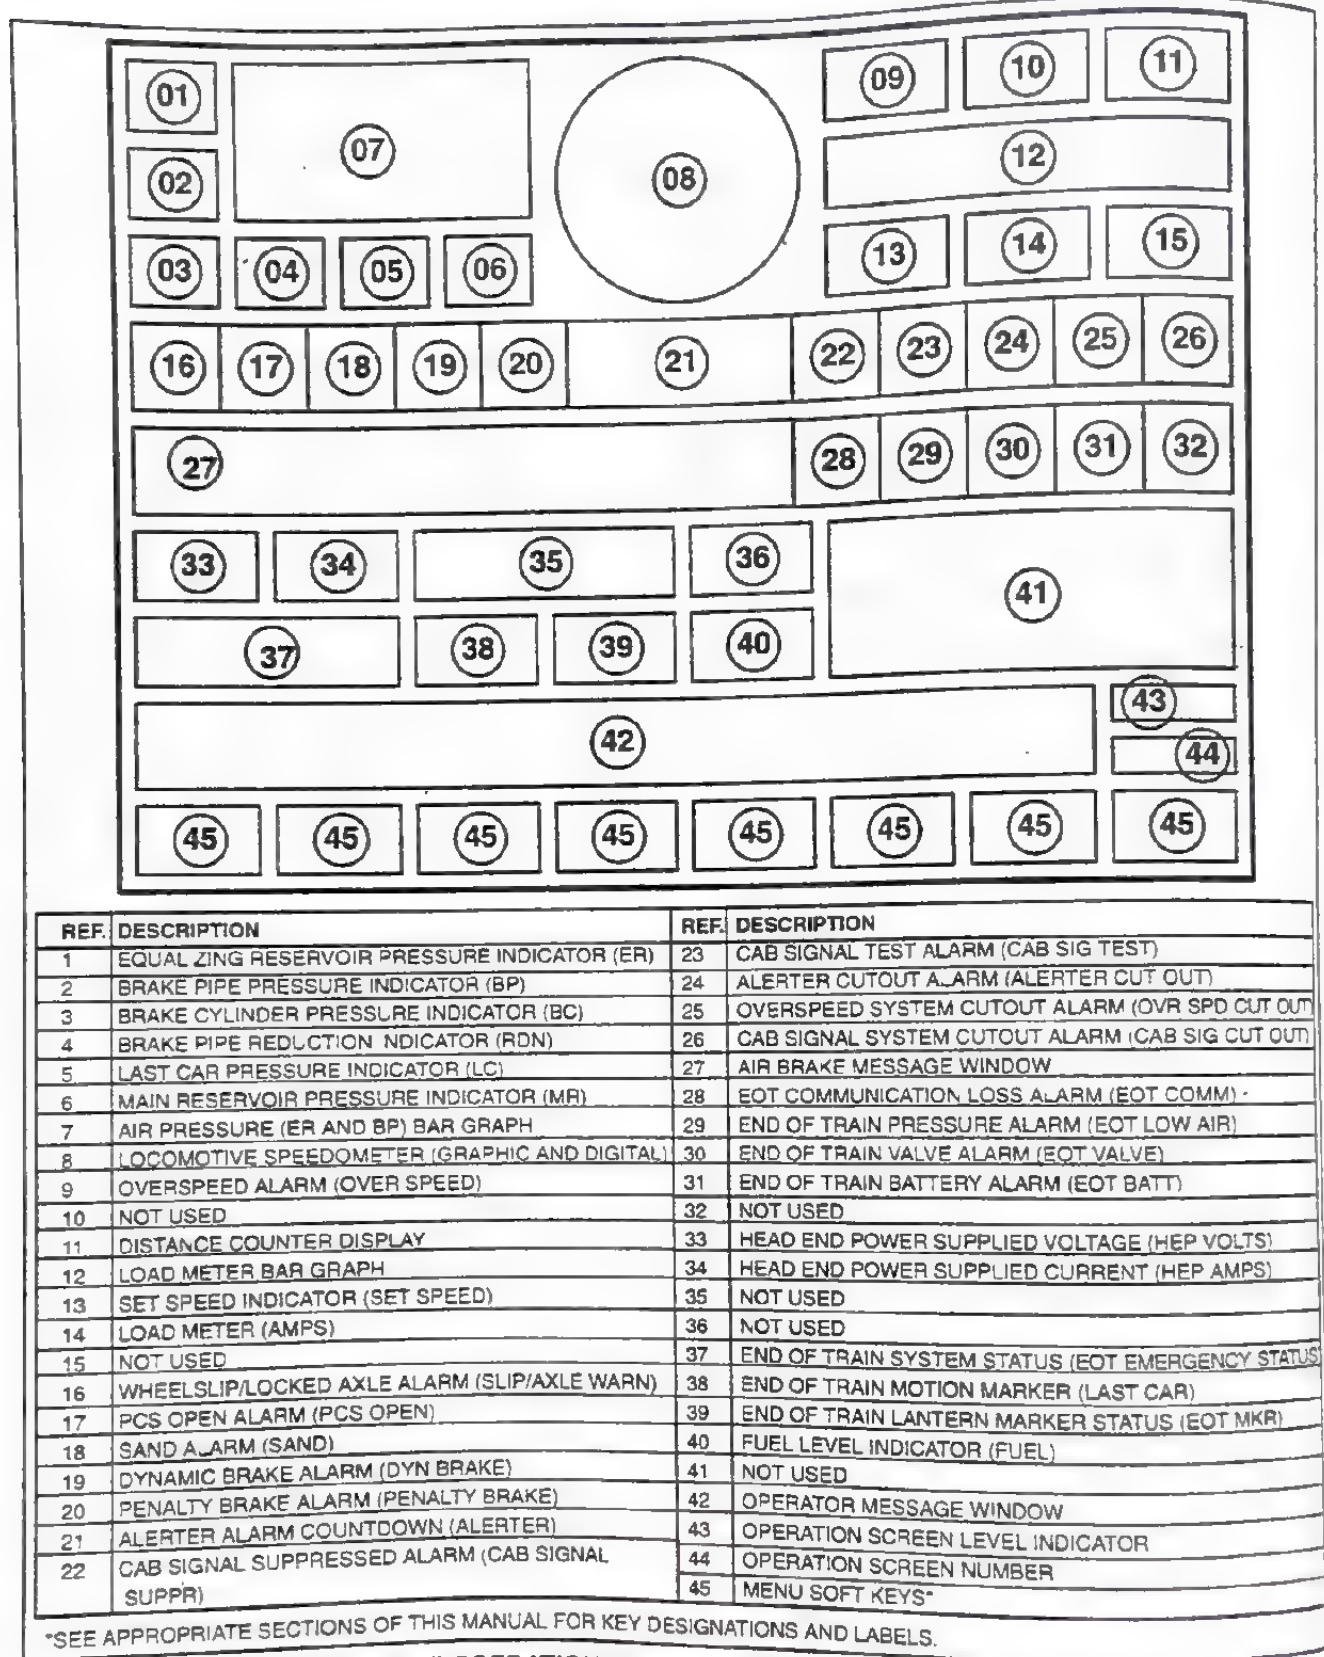 01
07
08
09
10
11
02
12
03
04
05
06
13
14
15
16
17
18
19
20
21
22
23
24
25
26
27
28
29
30
31
32
33
34
35
36
41
37
38
39
40
42
43
44
45
45
45
45
45
45
45
45
REF. DESCRIPTION
1 EQUAL ZING RESERVOIR PRESSURE INDICATOR (ER)
2 BRAKE PIPE PRESSURE INDICATOR (BP)
3 BRAKE CYLINDER PRESSURE INDICATOR (BC)
4 BRAKE PIPE REDUCTION NDICATOR (RDN)
5 LAST CAR PRESSURE INDICATOR (LC)
6 MAIN RESERVOIR PRESSURE INDICATOR (MR)
7 AIR PRESSURE (ER AND BP) BAR GRAPH
8 LOCOMOTIVE SPEEDOMETER (GRAPHIC AND DIGITAL)
9 OVERSPEED ALARM (OVER SPEED)
10 NOT USED
11 DISTANCE COUNTER DISPLAY
12 LOAD METER BAR GRAPH
13 SET SPEED INDICATOR (SET SPEED)
14 LOAD METER (AMPS)
15 NOT USED
16 WHEELSLIP/LOCKED AXLE ALARM (SLIP/AXLE WARN)
17 PCS OPEN ALARM (PCS OPEN)
18 SAND ALARM (SAND)
19 DYNAMIC BRAKE ALARM (DYN BRAKE)
20 PENALTY BRAKE ALARM (PENALTY BRAKE)
21 ALERTER ALARM COUNTDOWN (ALERTER)
22 CAB SIGNAL SUPPRESSED ALARM (CAB SIGNAL
SUPPR)
REF. DESCRIPTION
23 CAB SIGNAL TEST ALARM (CAB SIG TEST)
24 ALERTER CUTOUT ALARM (ALERTER CUT OUT)
25 OVERSPEED SYSTEM CUTOUT ALARM (OVR SPD CUT OUT)
26 CAB SIGNAL SYSTEM CUTOUT ALARM (CAB SIG CUT OUT)
27 AIR BRAKE MESSAGE WINDOW
28 EOT COMMUNICATION LOSS ALARM (EOT COMM)
29 END OF TRAIN PRESSURE ALARM (EOT LOW AIR)
30 END OF TRAIN VALVE ALARM (EOT VALVE)
31 END OF TRAIN BATTERY ALARM (EOT BATT)
32 NOT USED
33 HEAD END POWER SUPPLIED VOLTAGE (HEP VOLTS)
34 HEAD END POWER SUPPLIED CURRENT (HEP AMPS)
35 NOT USED
36 NOT USED
37 END OF TRAIN SYSTEM STATUS (EOT EMERGENCY STATUS)
38 END OF TRAIN MOTION MARKER (LAST CAR)
39 END OF TRAIN LANTERN MARKER STATUS (EOT MKR)
40 FUEL LEVEL INDICATOR (FUEL)
41 NOT USED
42 OPERATOR MESSAGE WINDOW
43 OPERATION SCREEN LEVEL INDICATOR
44 OPERATION SCREEN NUMBER
45 MENU SOFT KEYS*
*SEE APPROPRIATE SECTIONS OF THIS MANUAL FOR KEY DESIGNATIONS AND LABELS.